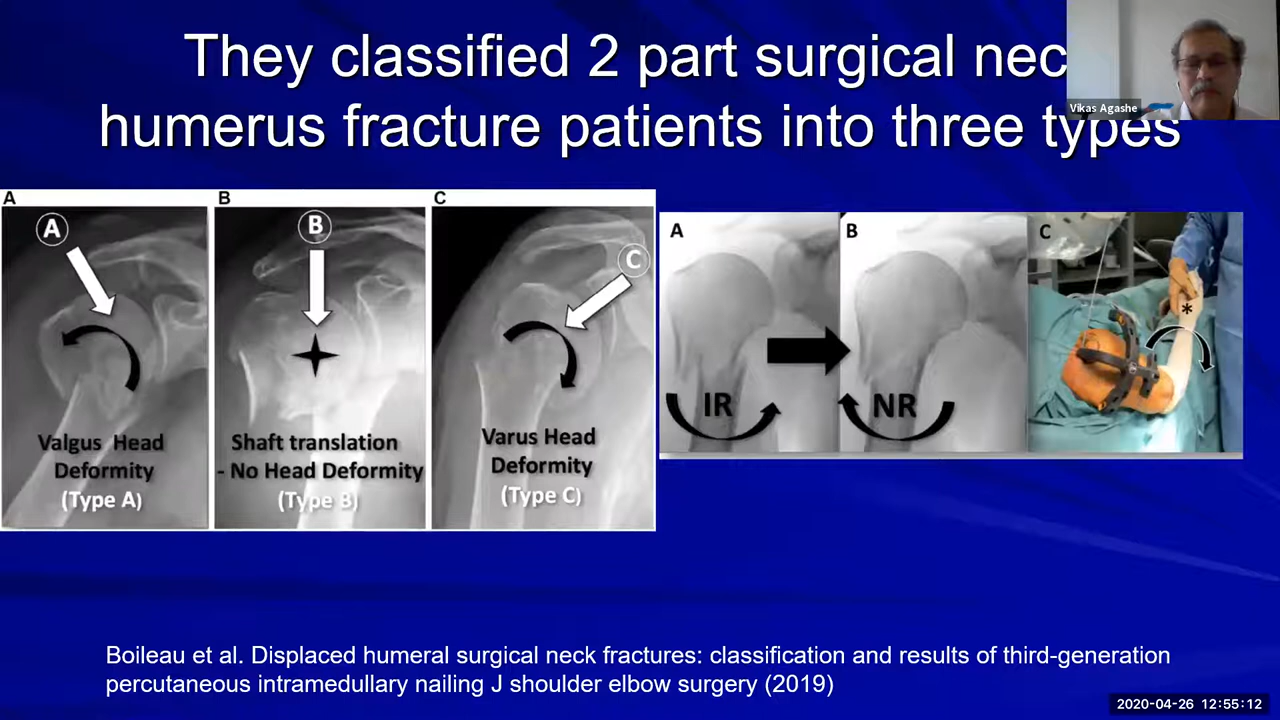 They classified 2 part surgical nec
humerus fracture patients into three types
Vikas Agashe
A
B
C
A
B
C
Valgus Head
Deformity
(Type A)
Shaft translation
- No Head Deformity
(Type B)
Varus Head
Deformity
(Type C)
A
B
C
*
IR
NR
Boileau et al. Displaced humeral surgical neck fractures: classification and results of third-generation
percutaneous intramedullary nailing J shoulder elbow surgery (2019)
2020-04-26 12:55:12